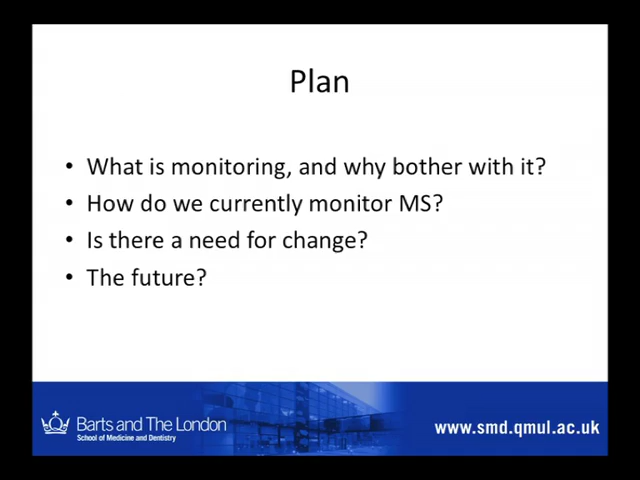 Plan
• What is monitoring, and why bother with it?
• How do we currently monitor MS?
• Is there a need for change?
• The future?
Barts and The London
School of Medicine and Dentistry
www.smd.qmul.ac.uk